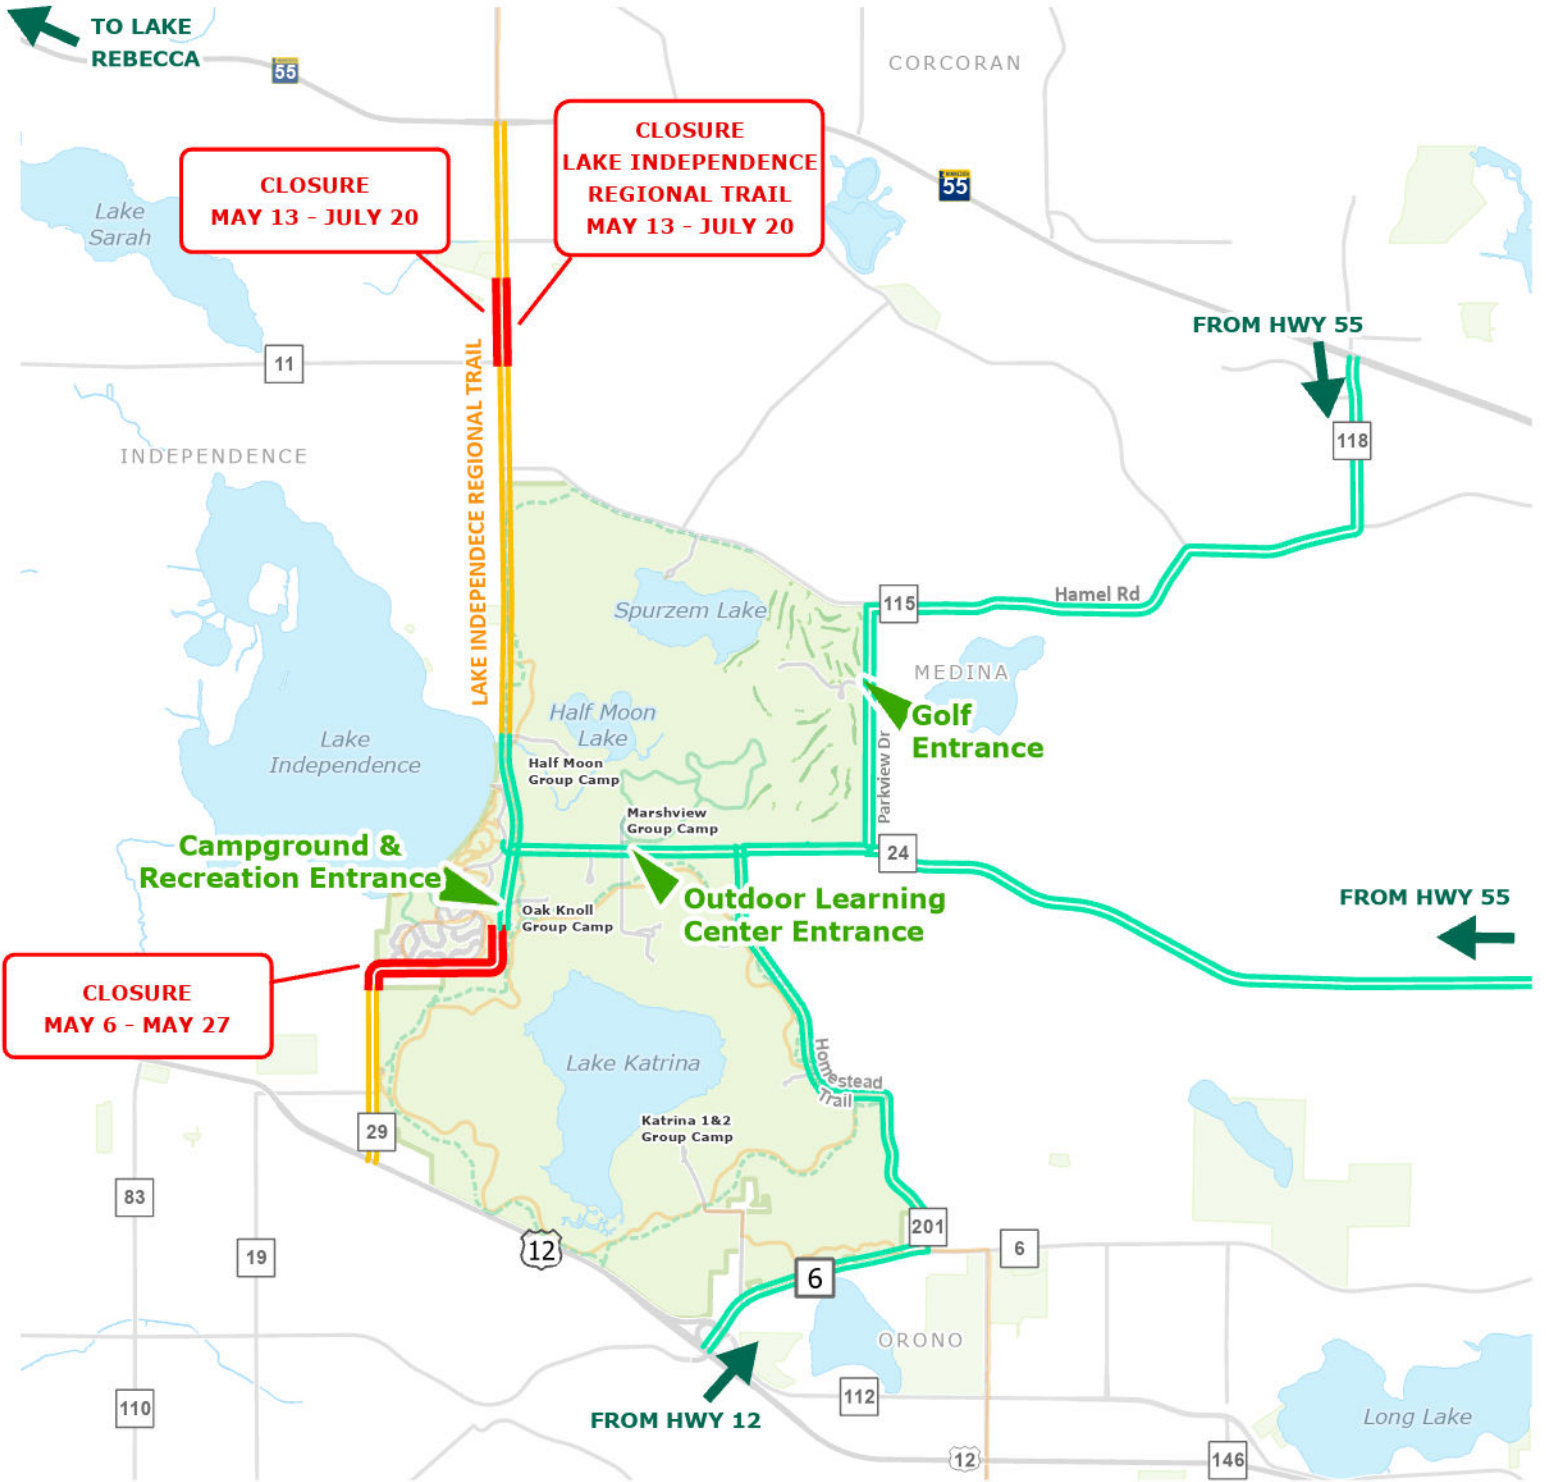 TO LAKE
REBECCA
55
CORCORAN
CLOSURE
LAKE INDEPENDENCE
REGIONAL TRAIL
MAY 13 - JULY 20
CLOSURE
MAY 13 - JULY 20
55
Lake
Sarah
FROM HWY 55
11
118
LAKE INDEPENDECE REGIONAL TRAIL
INDEPENDENCE
115
Hamel Rd
Spurzem Lake
MEDINA
Half Moon
Lake
Golf
Entrance
Lake
Independence
Half Moon
Group Camp
Parkview Dr
Marshview
Group Camp
Campground &
Recreation Entrance
24
Outdoor Learning
Center Entrance
FROM HWY 55
Oak Knoll
Group Camp
CLOSURE
MAY 6 - MAY 27
Lake Katrina
Homestead
Trail
Katrina 1&2
Group Camp
29
83
201
12
19
6
6
ORONO
112
110
FROM HWY 12
Long Lake
12
146